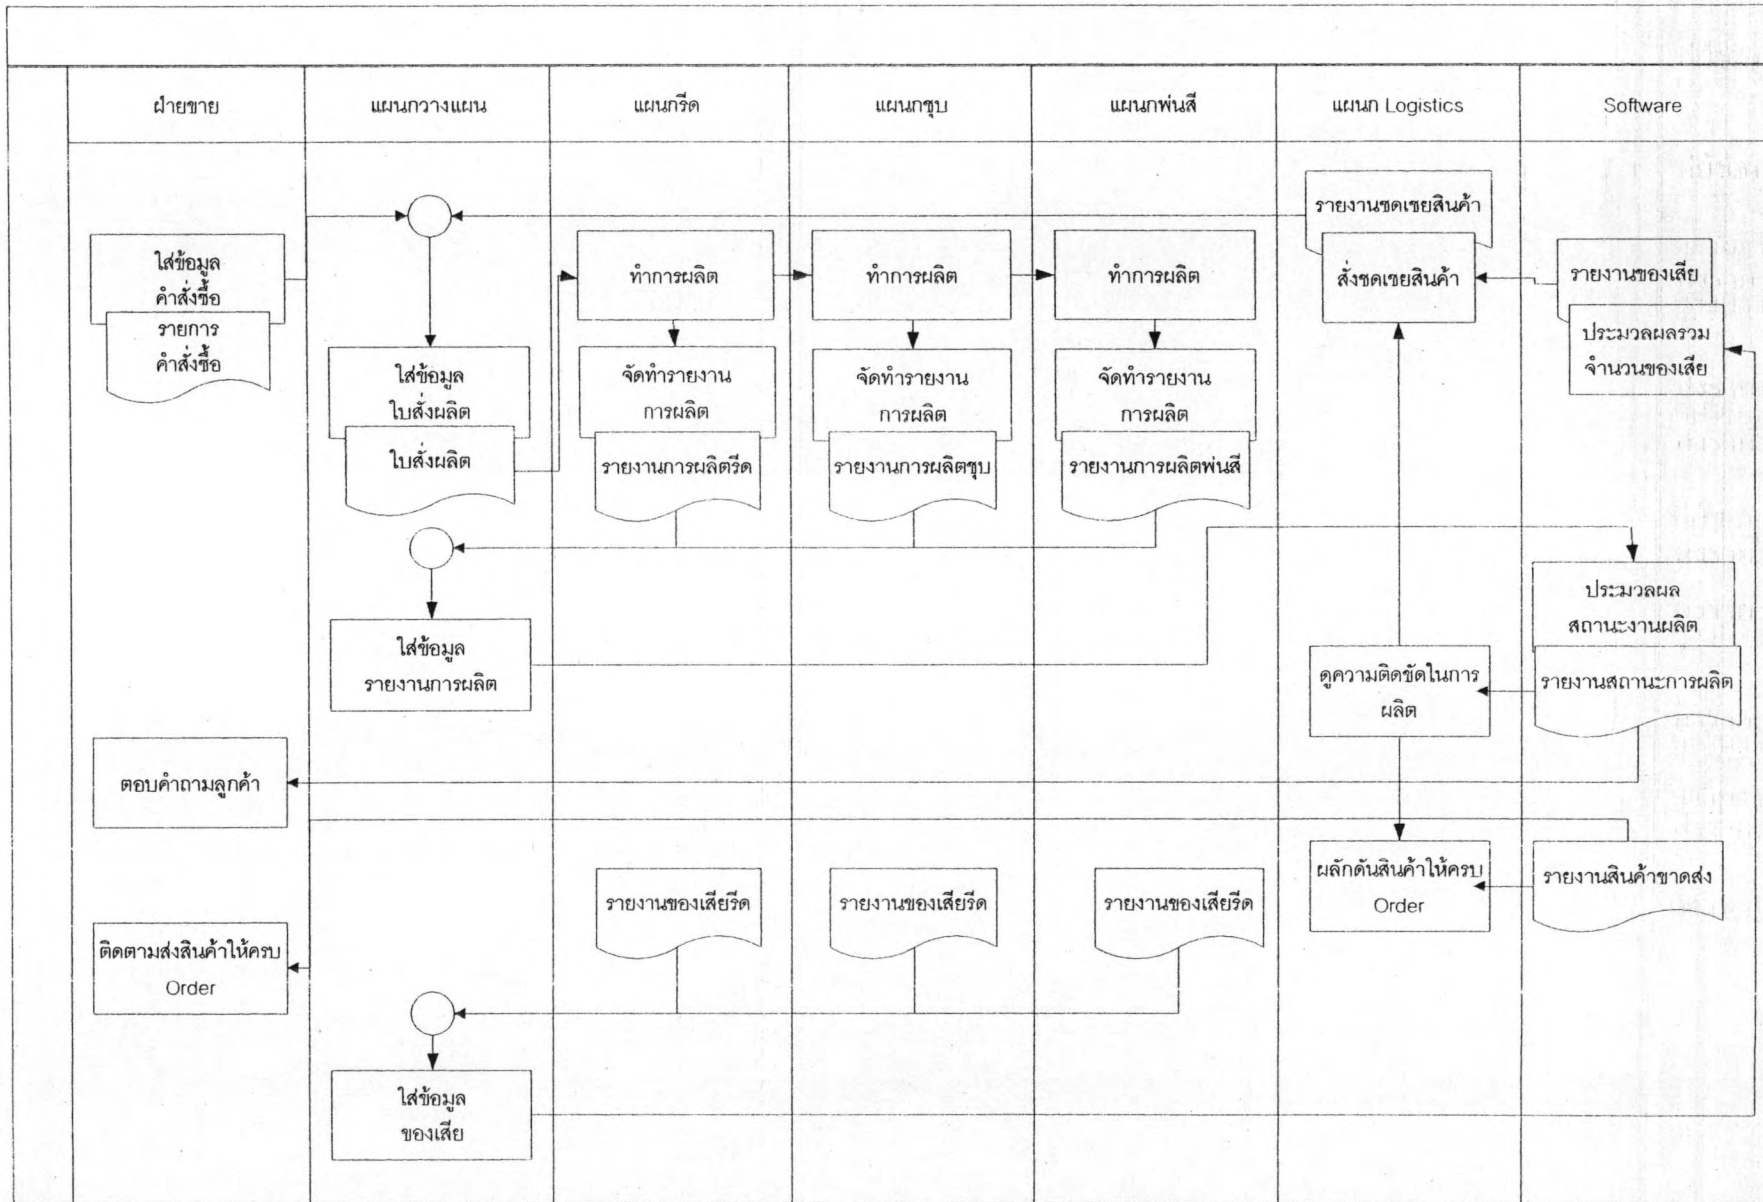 ฝ่ายขาย
แผนกวางแผน
แผนกรีด
แผนกชุบ
แผนกพ่นสี
แผนก Logistics
Software
รายงานชดเชยสินค้า
ใส่ข้อมูล
คำสั่งซื้อ
รายการ
คำสั่งซื้อ
ทำการผลิต
ทำการผลิต
ทำการผลิต
สั่งชดเชยสินค้า
รายงานของเสีย
ประมวลผลรวม
จำนวนของเสีย
ใส่ข้อมูล
ใบสั่งผลิต
ใบสั่งผลิต
จัดทำรายงาน
การผลิต
รายงานการผลิตรีด
จัดทำรายงาน
การผลิต
รายงานการผลิตชุบ
จัดทำรายงาน
การผลิต
รายงานการผลิตพ่นสี
ประมวลผล
สถานะงานผลิต
รายงานสถานะการผลิต
ใส่ข้อมูล
รายงานการผลิต
ดูความติดขัดในการ
ผลิต
ตอบคำถามลูกค้า
ผลักดันสินค้าให้ครบ
Order
รายงานสินค้าขาดส่ง
รายงานของเสียรีด
รายงานของเสียรีด
รายงานของเสียรีด
ติดตามส่งสินค้าให้ครบ
Order
ใส่ข้อมูล
ของเสีย